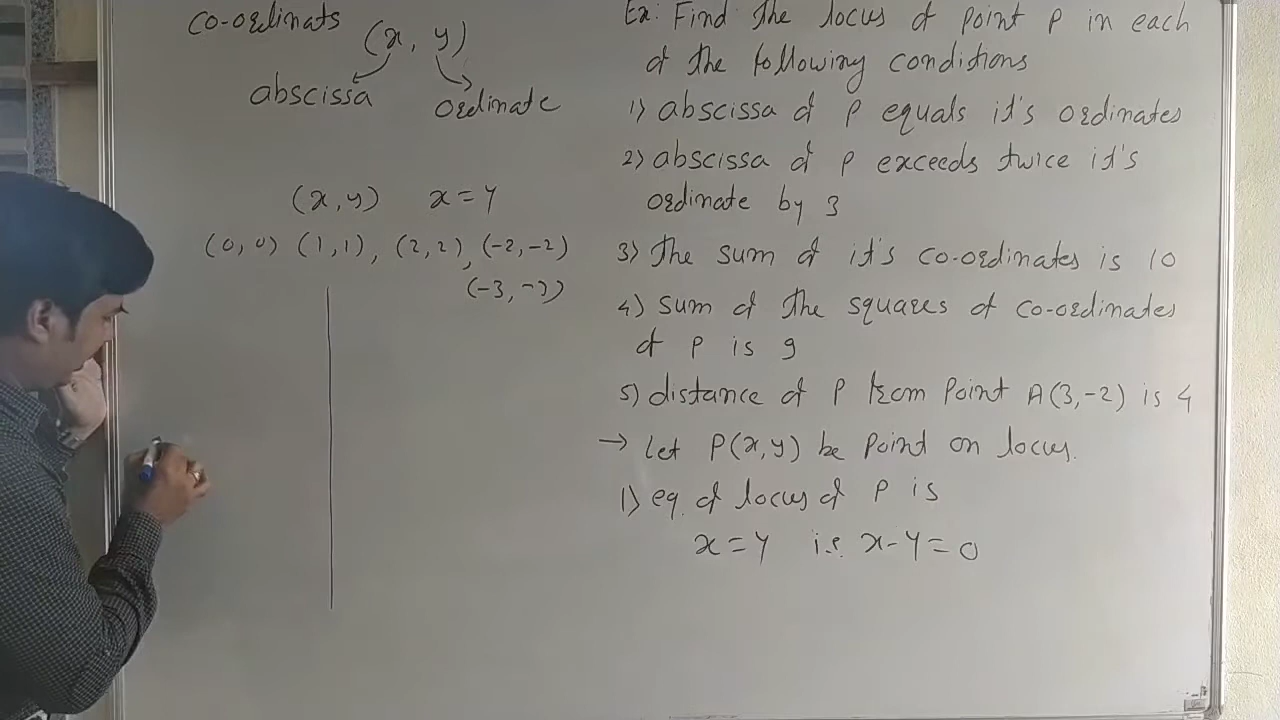 co-ordinats
(x, y)
abscissa ordinate
(x, y) x = y
(0, 0) (1, 1), (2, 2), (-2, -2)
(-3, -3)
Ex: Find the locus of point P in each
of the following conditions
1) abscissa of P equals it's ordinates
2) abscissa of P exceeds twice it's
ordinate by 3
3) The sum of it's co-ordinates is 10
4) sum of the squares of co-ordinates
of P is 9
5) distance of P from Point A(3, -2) is 4
→ Let P(x, y) be Point on locus.
1) eq. of locus of P is
x = y i.e. x - y = 0